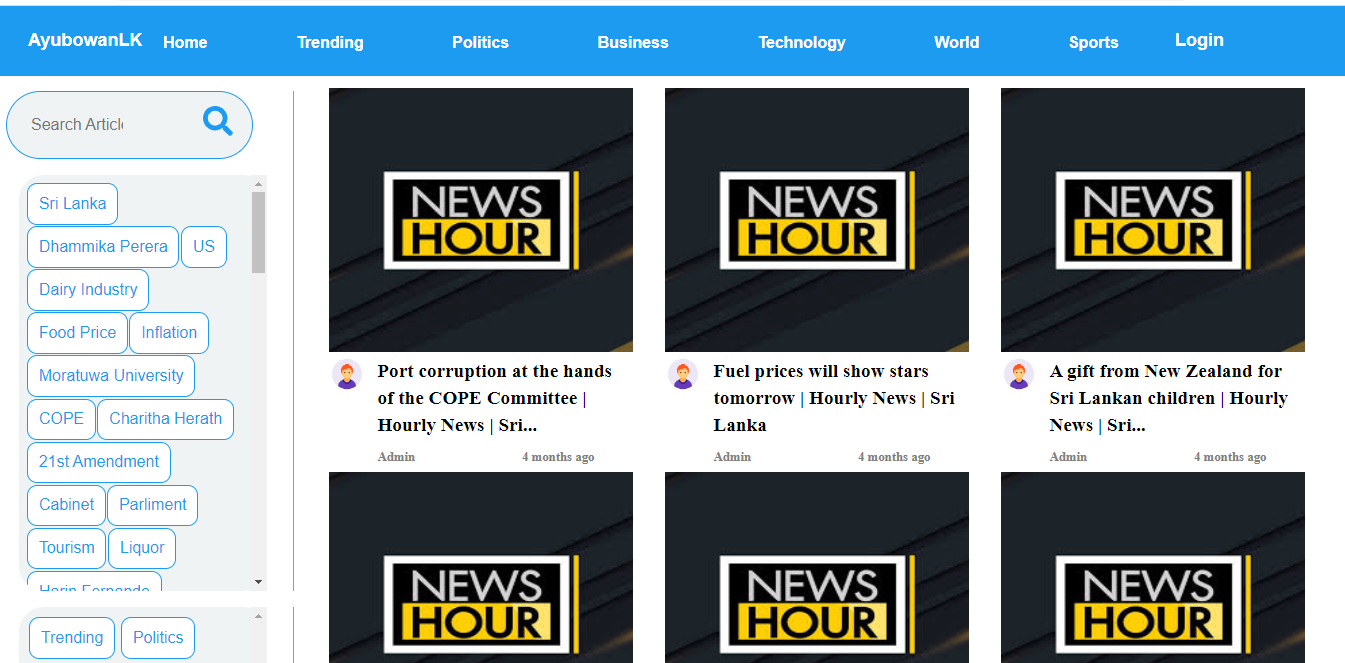 AyubowanLK Home Trending Politics Business Technology World Sports Login
Search Articl
Sri Lanka
Dhammika Perera US
Dairy Industry
Food Price Inflation
Moratuwa University
COPE Charitha Herath
21st Amendment
Cabinet Parliment
Tourism Liquor
Harin Fernando
Trending Politics
NEWS
HOUR
Port corruption at the hands
of the COPE Committee |
Hourly News | Sri...
Admin 4 months ago
NEWS
HOUR
Fuel prices will show stars
tomorrow | Hourly News | Sri
Lanka
Admin 4 months ago
NEWS
HOUR
A gift from New Zealand for
Sri Lankan children | Hourly
News | Sri...
Admin 4 months ago
NEWS
HOUR
NEWS
HOUR
NEWS
HOUR